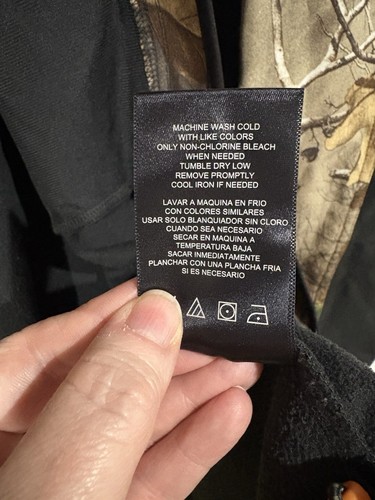 MACHINE WASH COLD
WITH LIKE COLORS
ONLY NON-CHLORINE BLEACH
WHEN NEEDED
TUMBLE DRY LOW
REMOVE PROMPTLY
COOL IRON IF NEEDED
LAVAR A MAQUINA EN FRIO
CON COLORES SIMILARES
USAR SOLO BLANQUIADOR SIN CLORO
CUANDO SEA NECESARIO
SECAR EN MAQUINA A
TEMPERATURA BAJA
SACAR INMEDIATAMENTE
PLANCHAR CON UNA PLANCHA FRIA
SI ES NECESARIO